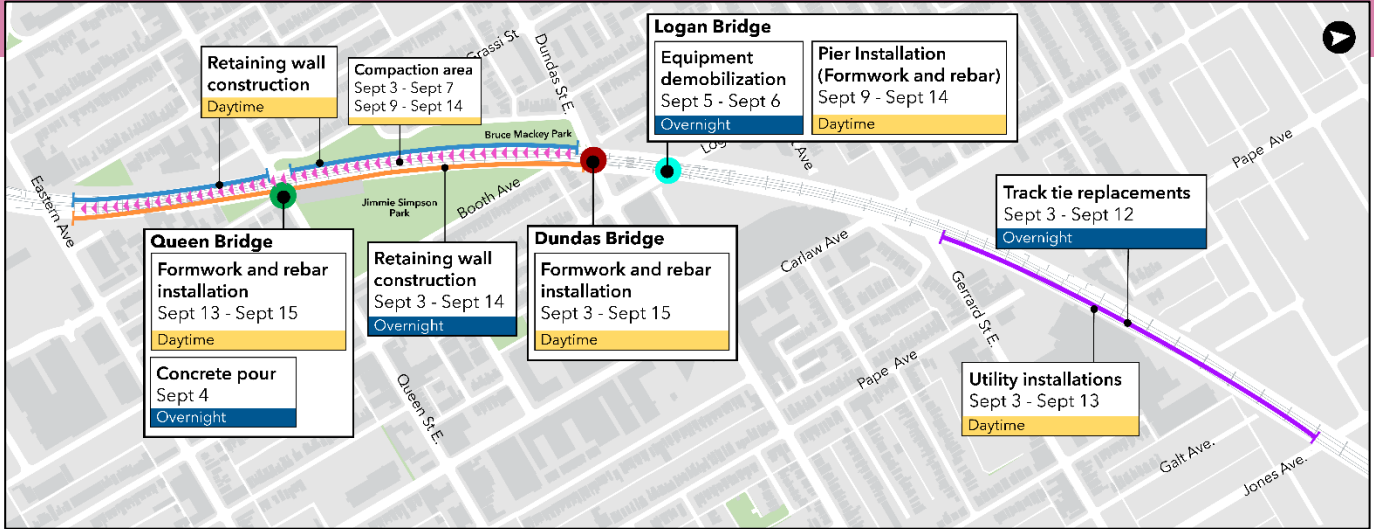 Logan Bridge
Equipment
demobilization
Sept 5 - Sept 6
Overnight
Pier Installation
(Formwork and rebar)
Sept 9 - Sept 14
Daytime
Retaining wall
construction
Daytime
Compaction area
Sept 3 - Sept 7
Sept 9 - Sept 14
Grassi St
Dundas St E.
Bruce Mackey Park
Pape Ave
Eastern Ave
Jimmie Simpson
Park
Booth Ave
Carlaw Ave
Track tie replacements
Sept 3 - Sept 12
Overnight
Queen Bridge
Formwork and rebar
installation
Sept 13 - Sept 15
Daytime
Concrete pour
Sept 4
Overnight
Retaining wall
construction
Sept 3 - Sept 14
Overnight
Dundas Bridge
Formwork and rebar
installation
Sept 3 - Sept 15
Daytime
Gerrard St E.
Queen St E.
Pape Ave
Utility installations
Sept 3 - Sept 13
Daytime
Galt Ave.
Jones Ave.